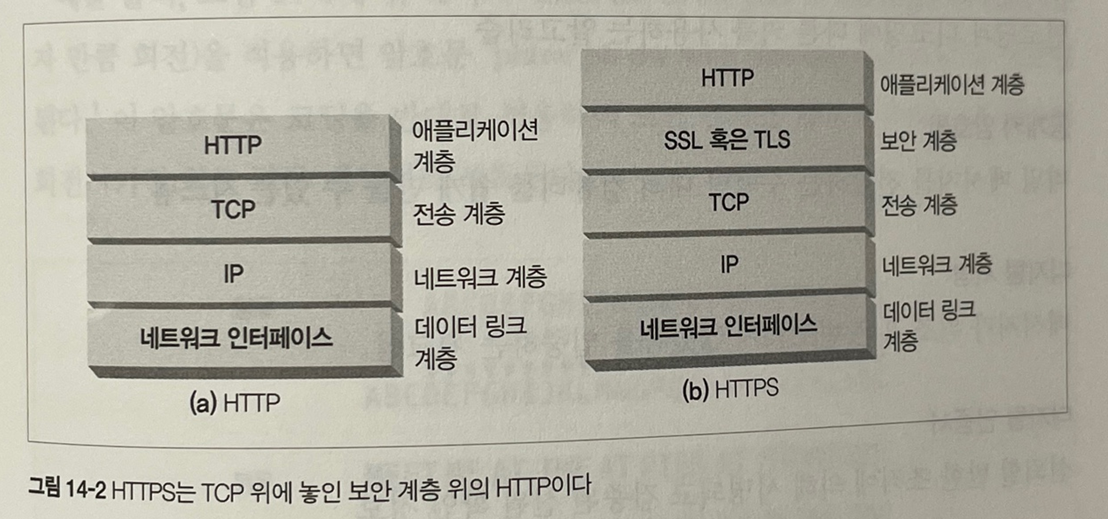 HTTP
애플리케이션
계층
TCP
전송 계층
IP
네트워크 계층
네트워크 인터페이스
데이터 링크
계층
(a) HTTP
HTTP
애플리케이션 계층
SSL 혹은 TLS
보안 계층
TCP
전송 계층
IP
네트워크 계층
네트워크 인터페이스
데이터 링크
계층
(b) HTTPS
그림 14-2 HTTPS는 TCP 위에 놓인 보안 계층 위의 HTTP이다